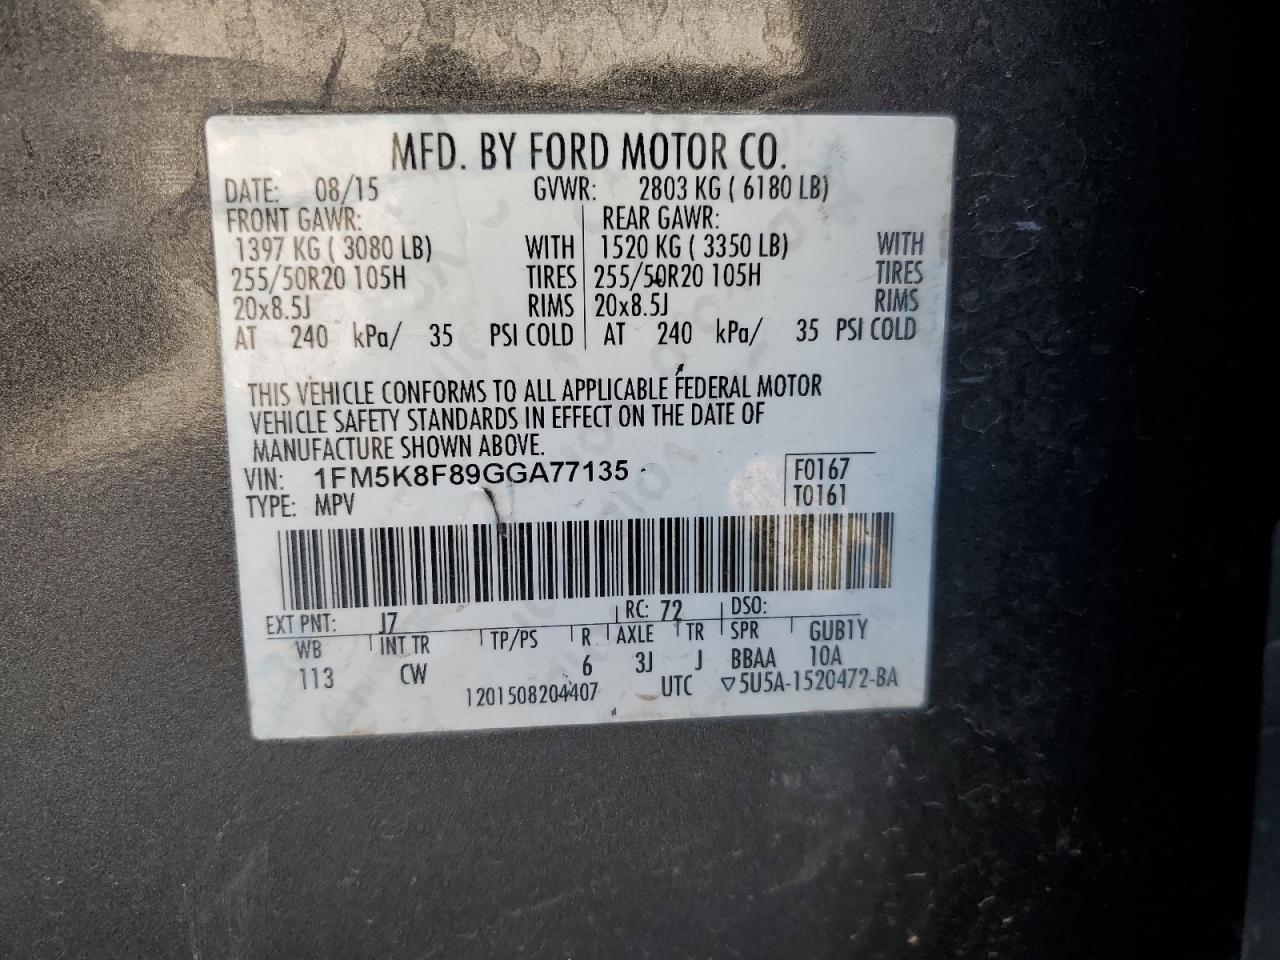 MFD. BY FORD MOTOR CO.
DATE: 08/15 GVWR: 2803 KG ( 6180 LB)
FRONT GAWR: REAR GAWR:
1397 KG ( 3080 LB) WITH 1520 KG ( 3350 LB) WITH
255/50R20 105H TIRES 255/50R20 105H TIRES
20x8.5J RIMS 20x8.5J RIMS
AT 240 kPa/ 35 PSI COLD AT 240 kPa/ 35 PSI COLD
THIS VEHICLE CONFORMS TO ALL APPLICABLE FEDERAL MOTOR
VEHICLE SAFETY STANDARDS IN EFFECT ON THE DATE OF
MANUFACTURE SHOWN ABOVE.
VIN: 1FM5K8F89GGA77135 F0167
TYPE: MPV T0161
EXT PNT: J7 RC: 72 DSO:
WB INT TR TP/PS R AXLE TR SPR GUB1Y
113 CW 6 3J J BBAA 10A
1201508204407 UTC ▽5U5A-1520472-BA